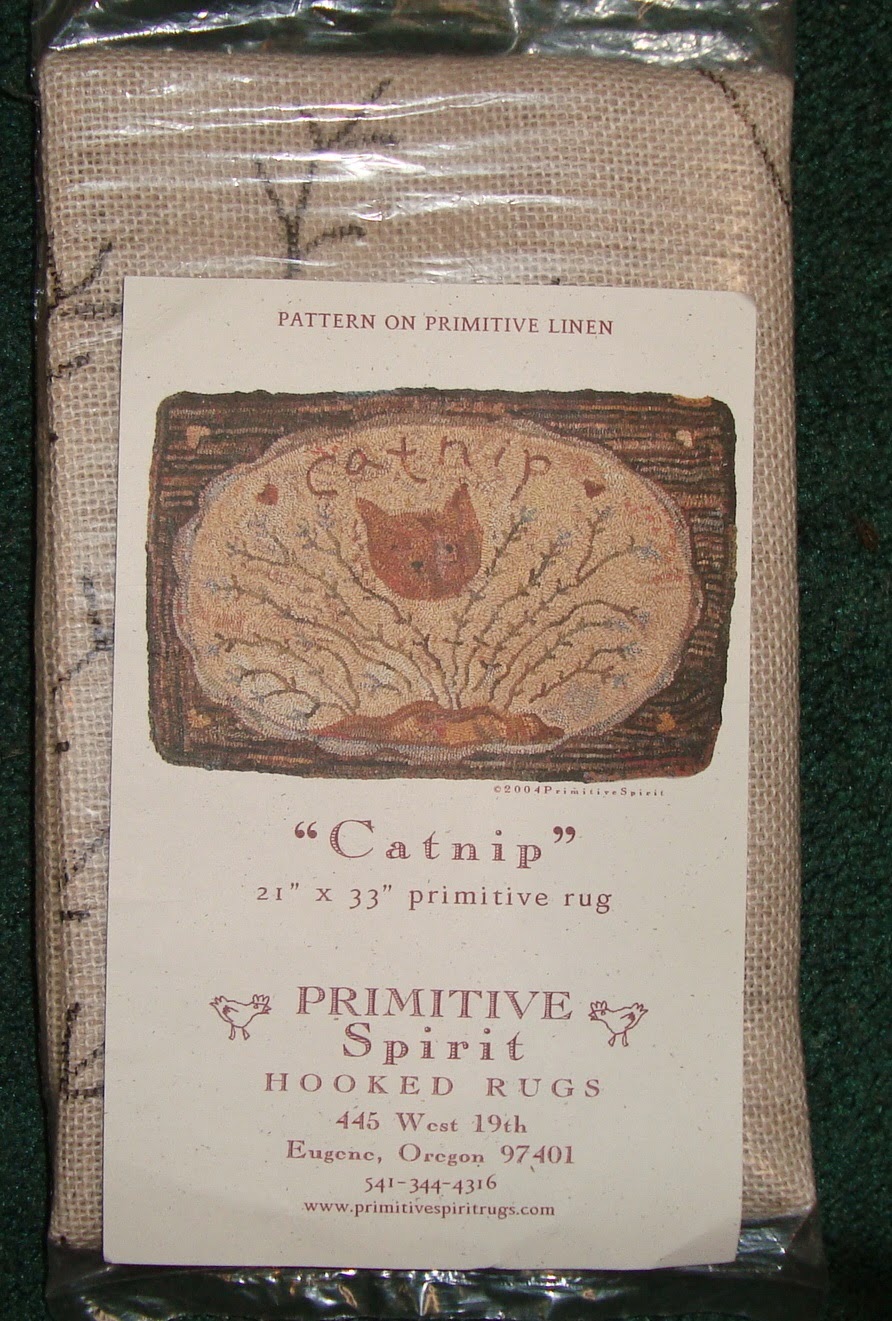 PATTERN ON PRIMITIVE LINEN
catnip
©2004PrimitiveSpirit
“Catnip”
21” x 33” primitive rug
PRIMITIVE
Spirit
HOOKED RUGS
445 West 19th
Eugene, Oregon 97401
541-344-4316
www.primitivespiritrugs.com